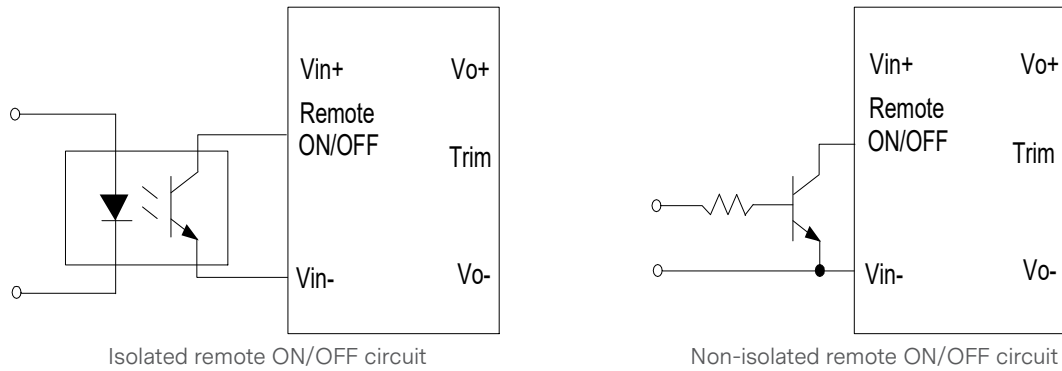 Vin+
Vo+
Remote
ON/OFF
Trim
Vin-
Vo-
Isolated remote ON/OFF circuit
Vin+
Vo+
Remote
ON/OFF
Trim
Vin-
Vo-
Non-isolated remote ON/OFF circuit